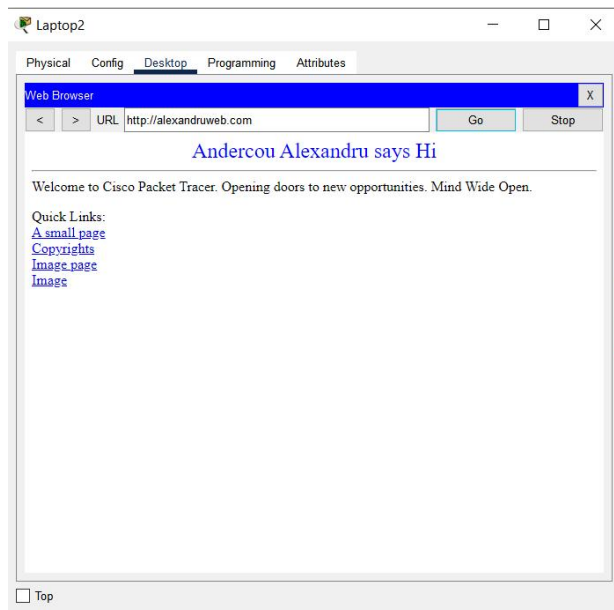 Laptop2
Physical Config Desktop Programming Attributes
Web Browser X
< > URL http://alexandruweb.com Go Stop
Andercou Alexandru says Hi
Welcome to Cisco Packet Tracer. Opening doors to new opportunities. Mind Wide Open.
Quick Links:
A small page
Copyrights
Image page
Image
Top